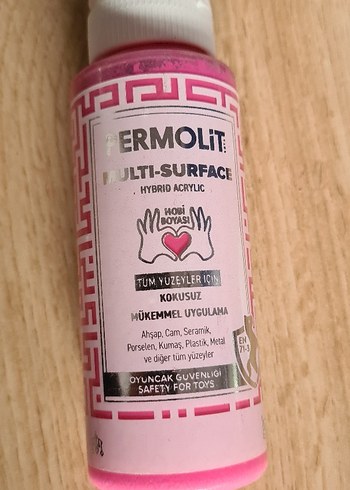 PERMOLİT
MULTI-SURFACE
HYBRID ACRYLIC
HOBİ
BOYASI
TÜM YÜZEYLER İÇİN
KOKUSUZ
MÜKEMMEL UYGULAMA
Ahşap, Cam, Seramik,
Porselen, Kumaş, Plastik, Metal
ve diğer tüm yüzeyler
OYUNCAK GÜVENLİĞİ
SAFETY FOR TOYS
EN
71-3